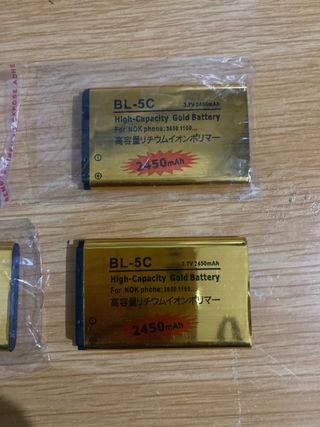 BL-5C
3.7V 2450mAh
High-Capacity Gold Battery
For NOK phone: 3650 1100...
高容量リチウムイオンポリマー
2450mAh
BL-5C
3.7V 2450mAh
High-Capacity Gold Battery
For NOK phone: 3650 1100...
高容量リチウムイオンポリマー
2450mAh